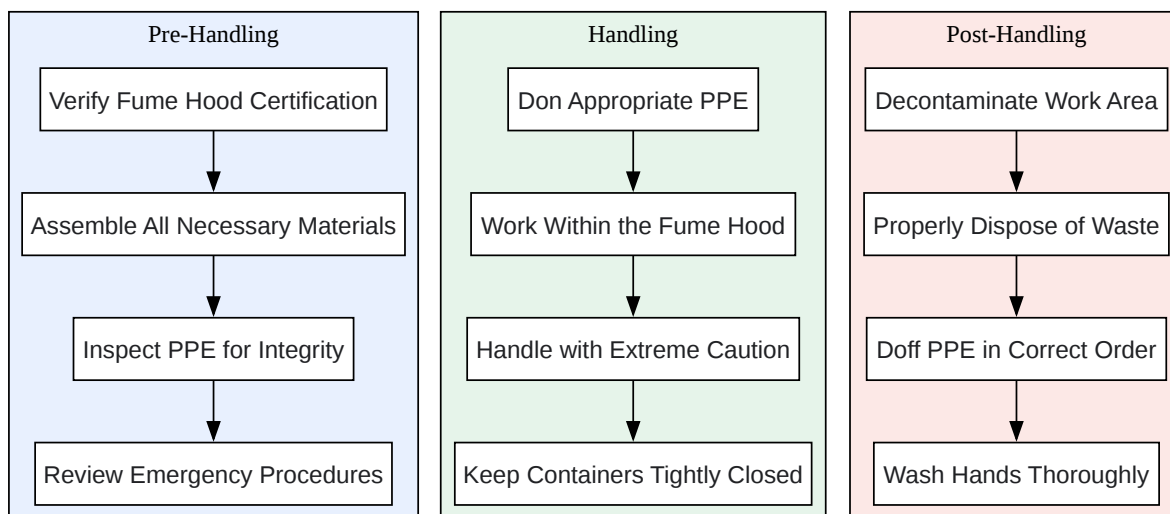 Pre-Handling
Verify Fume Hood Certification
Assemble All Necessary Materials
Inspect PPE for Integrity
Review Emergency Procedures
Handling
Don Appropriate PPE
Work Within the Fume Hood
Handle with Extreme Caution
Keep Containers Tightly Closed
Post-Handling
Decontaminate Work Area
Properly Dispose of Waste
Doff PPE in Correct Order
Wash Hands Thoroughly